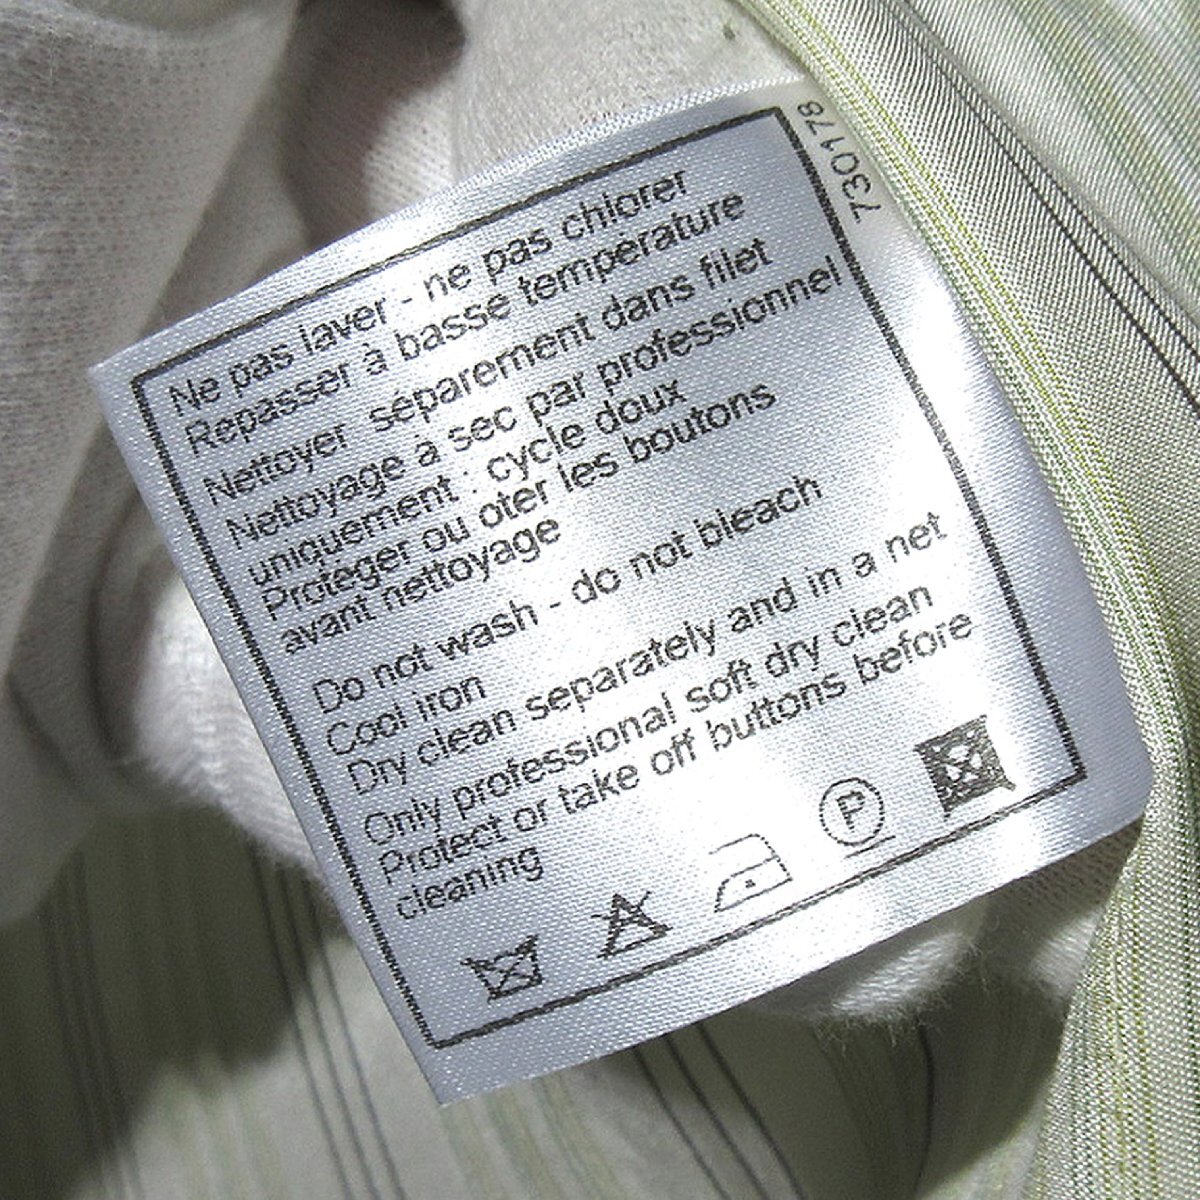 Ne pas laver - ne pas chlorer
Repasser à basse température
Nettoyer séparement dans filet
Nettoyage à sec par professionnel
uniquement : cycle doux
Proteger ou oter les boutons
avant nettoyage
Do not wash - do not bleach
Cool iron
Dry clean separately and in a net
Only professional soft dry clean
Protect or take off buttons before
cleaning
P
730178